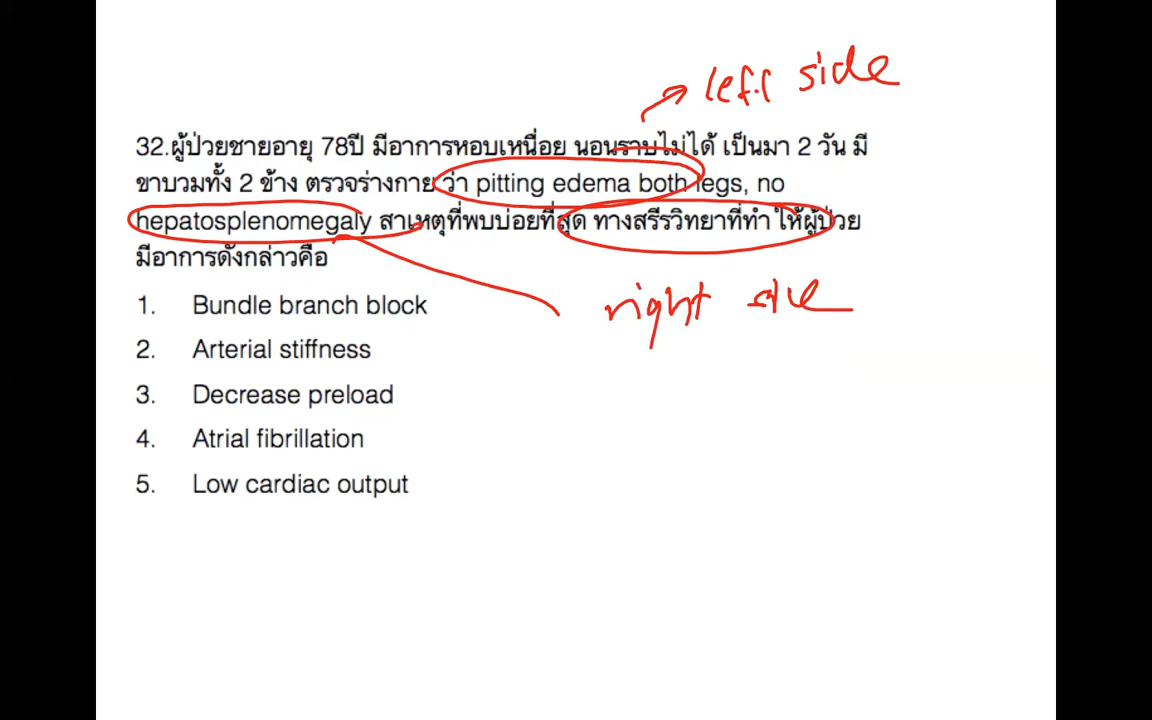 left side
32.ผู้ป่วยชายอายุ 78ปี มีอาการหอบเหนื่อย นอนราบไม่ได้ เป็นมา 2 วัน มี
ขาบวมทั้ง 2 ข้าง ตรวจร่างกาย ว่า pitting edema both legs, no
hepatosplenomegaly สาเหตุที่พบบ่อยที่สุด ทางสรีรวิทยาที่ทำ ให้ผู้ป่วย
มีอาการดังกล่าวคือ
right side
1. Bundle branch block
2. Arterial stiffness
3. Decrease preload
4. Atrial fibrillation
5. Low cardiac output